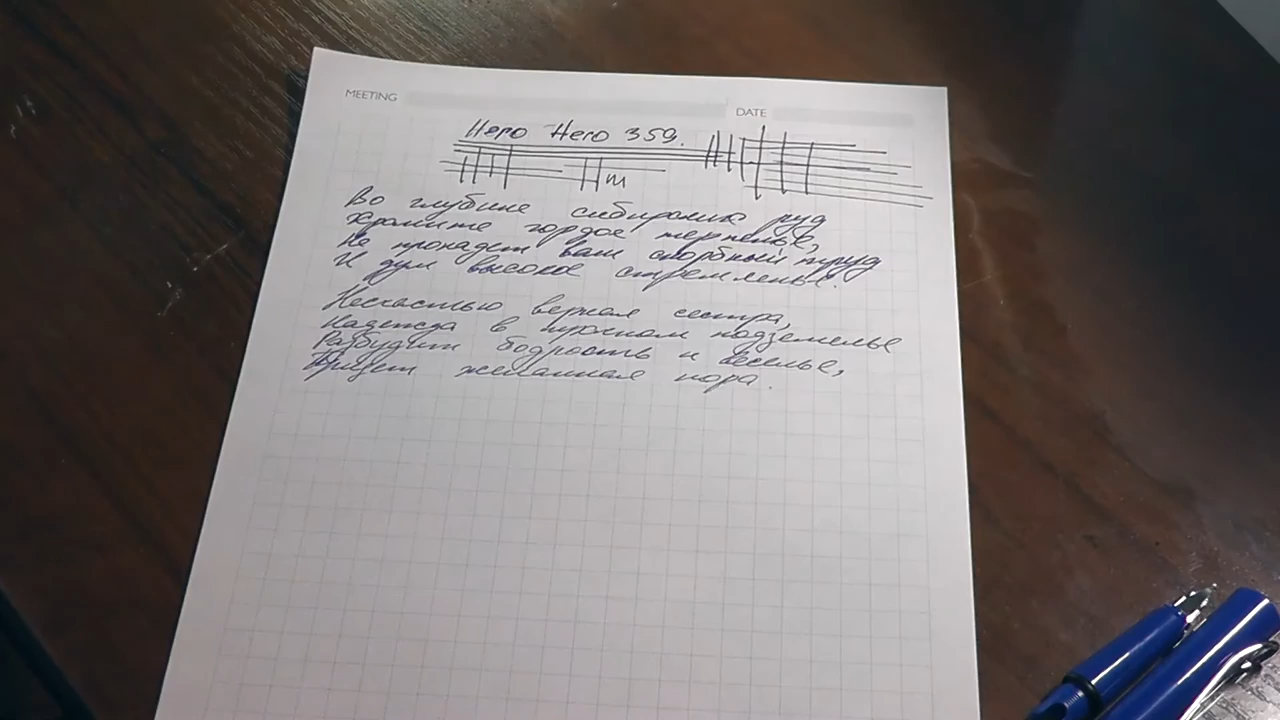 MEETING
DATE
Hero Hero 359.
Во глубине сибирских руд
Храните гордое терпенье,
Не пропадет ваш скорбный труд
И дум высокое стремленье.
Несчастью верная сестра,
Надежда в мрачном подземелье
Разбудит бодрость и веселье,
Придет желанная пора.